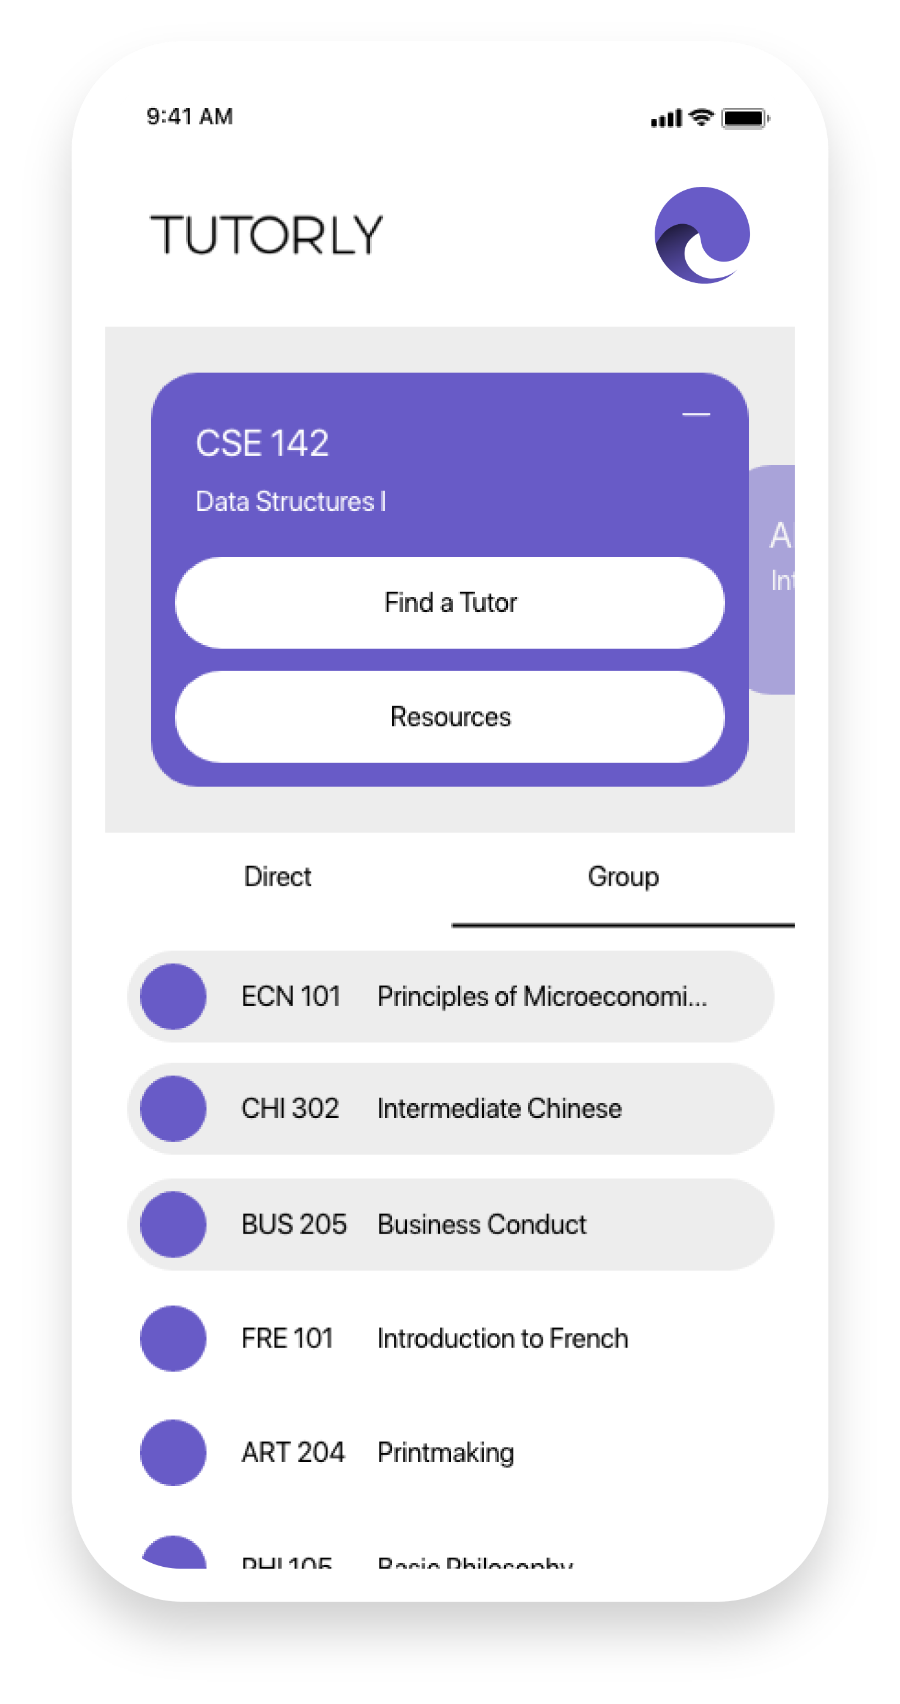 9:41 AM
TUTORLY
CSE 142
Data Structures I
Find a Tutor
Resources
Direct Group
ECN 101 Principles of Microeconomi...
CHI 302 Intermediate Chinese
BUS 205 Business Conduct
FRE 101 Introduction to French
ART 204 Printmaking
PHI 105 Basic Philosophy